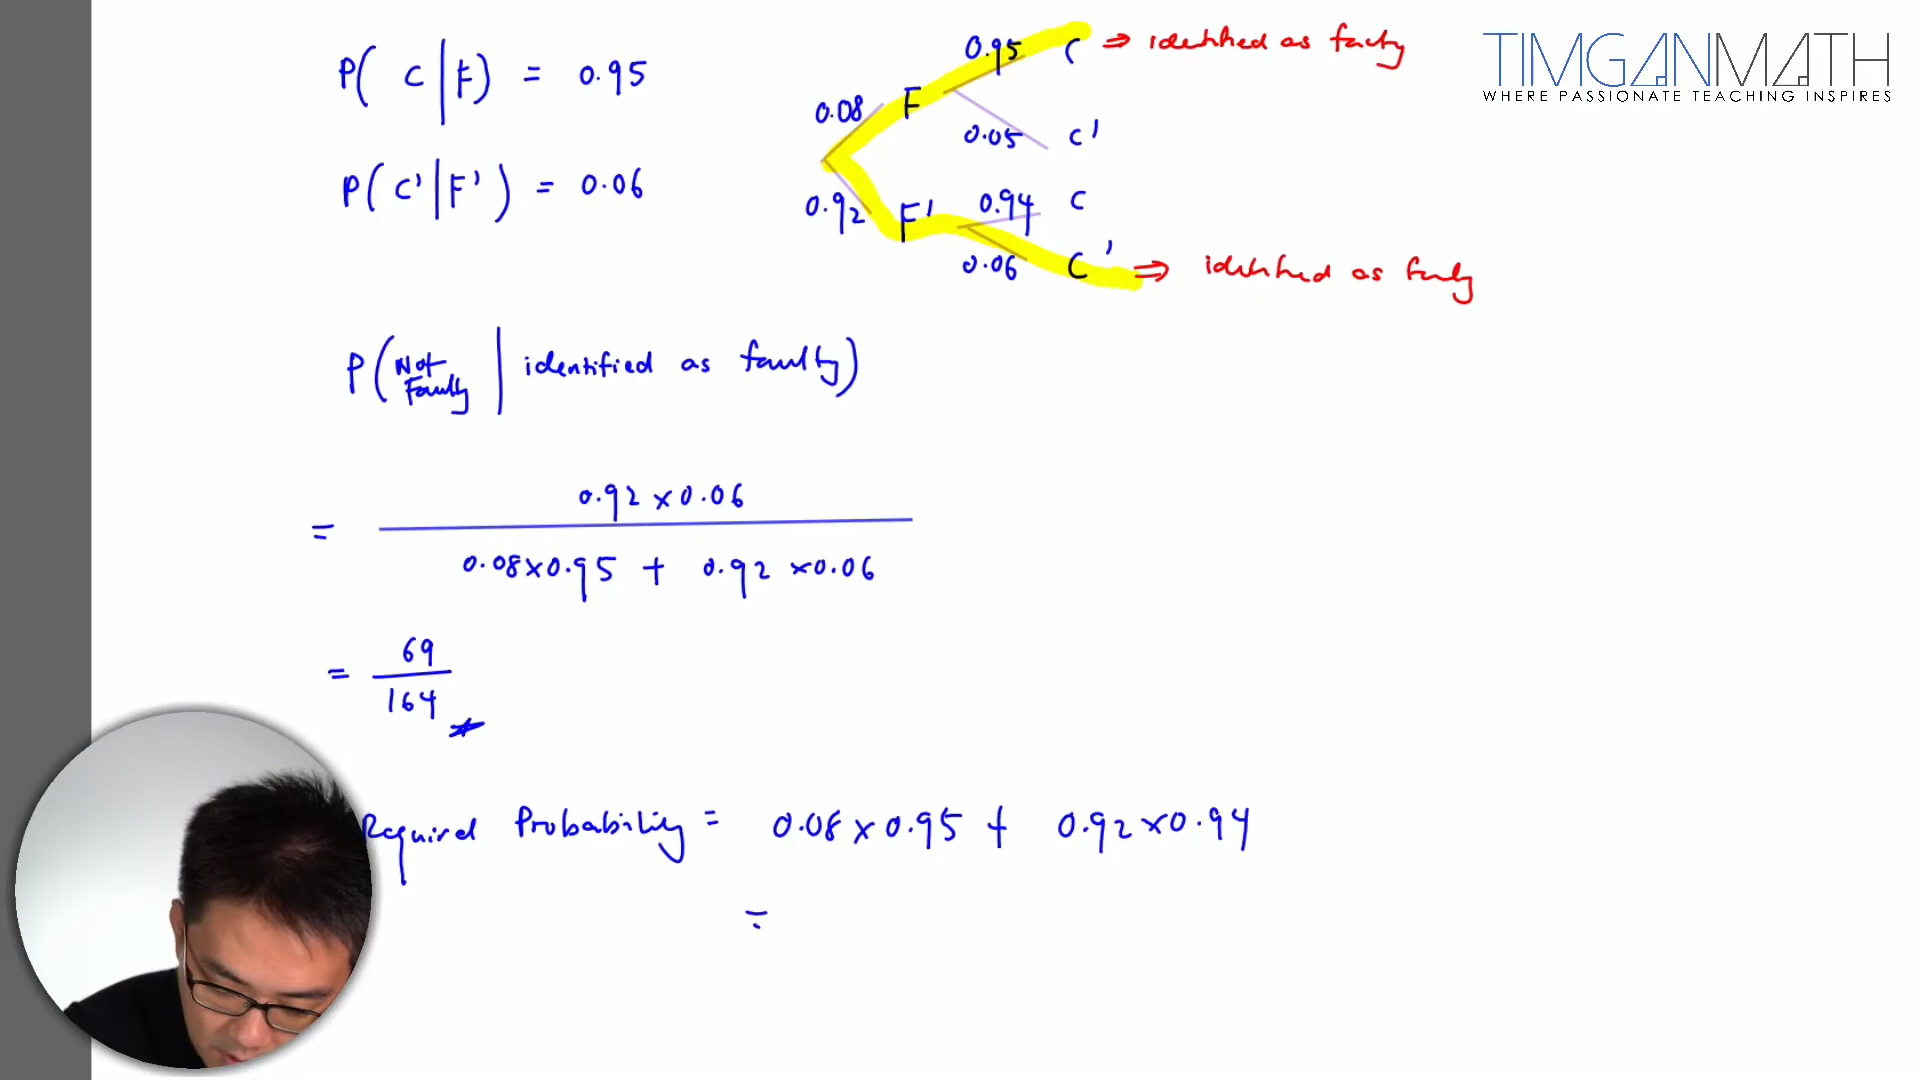 P( C | F) = 0.95
P( C' | F' ) = 0.06
0.08 F 0.95 C ⇒ identified as faulty
0.05 C'
0.92 F' 0.94 C
0.06 C' ⇒ identified as faulty
P( Not Faulty | identified as faulty)
= 0.92 x 0.06
0.08 x 0.95 + 0.92 x 0.06
= 69
164
Required Probability = 0.08 x 0.95 + 0.92 x 0.94
=
TIMGANMATH
WHERE PASSIONATE TEACHING INSPIRES